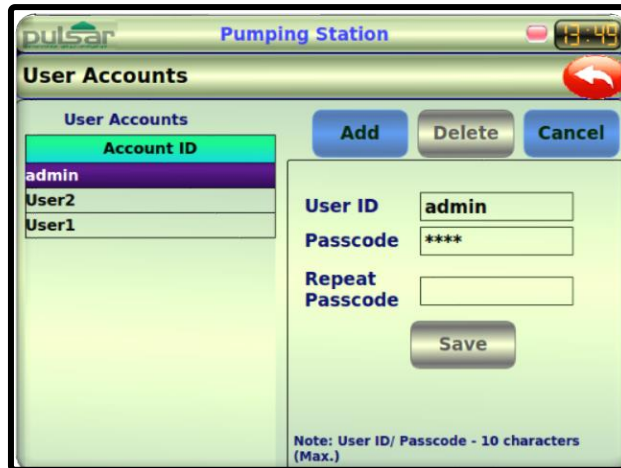 pulsar
Pumping Station
13:49
User Accounts
User Accounts
Account ID
admin
User2
User1
Add
Delete
Cancel
User ID
admin
Passcode
****
Repeat
Passcode
Save
Note: User ID/ Passcode - 10 characters
(Max.)